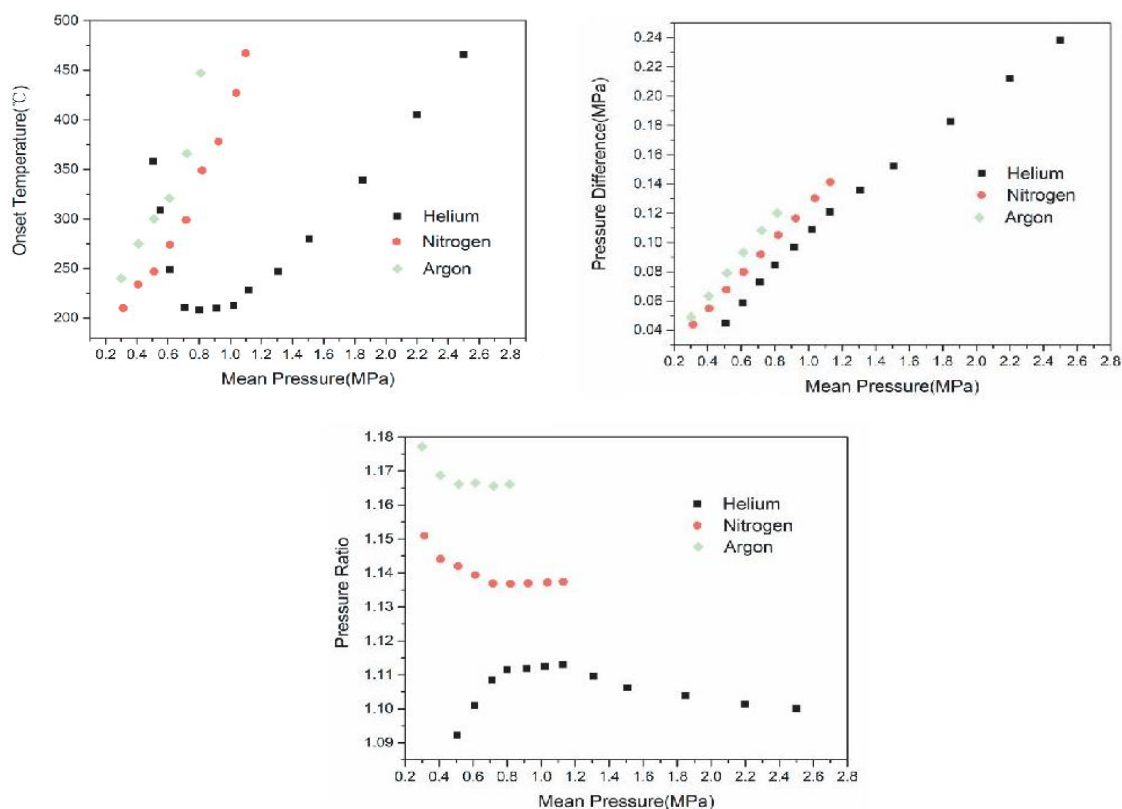 500
450
400
350
300
250
200
Onset Temperature(℃)
Helium
Nitrogen
Argon
0.2 0.4 0.6 0.8 1.0 1.2 1.4 1.6 1.8 2.0 2.2 2.4 2.6 2.8
Mean Pressure(MPa)
0.24
0.22
0.20
0.18
0.16
0.14
0.12
0.10
0.08
0.06
0.04
Pressure Difference(MPa)
Helium
Nitrogen
Argon
0.2 0.4 0.6 0.8 1.0 1.2 1.4 1.6 1.8 2.0 2.2 2.4 2.6 2.8
Mean Pressure(MPa)
1.18
1.17
1.16
1.15
1.14
1.13
1.12
1.11
1.10
1.09
Pressure Ratio
Helium
Nitrogen
Argon
0.2 0.4 0.6 0.8 1.0 1.2 1.4 1.6 1.8 2.0 2.2 2.4 2.6 2.8
Mean Pressure(MPa)